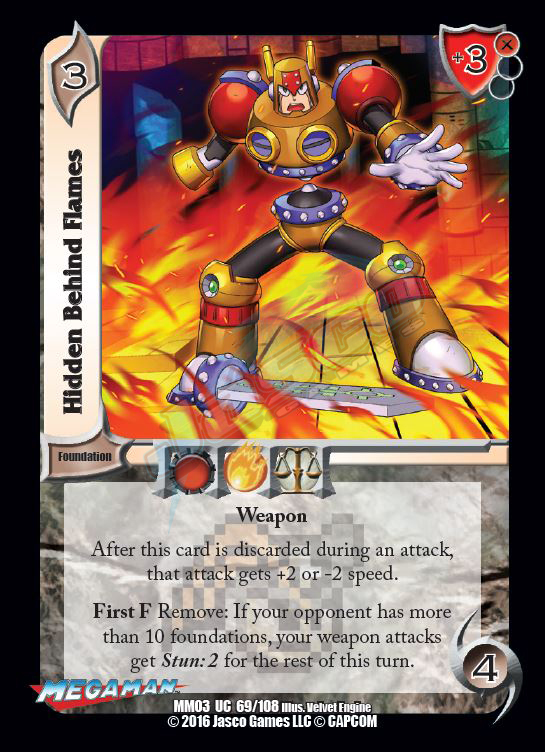 3
+3
Hidden Behind Flames
Foundation
Weapon
After this card is discarded during an attack,
that attack gets +2 or -2 speed.
First F Remove: If your opponent has more
than 10 foundations, your weapon attacks
get Stun: 2 for the rest of this turn.
4
MEGAMAN™
MM03 UC 69/108 Illus. Velvet Engine
© 2016 Jasco Games LLC © CAPCOM